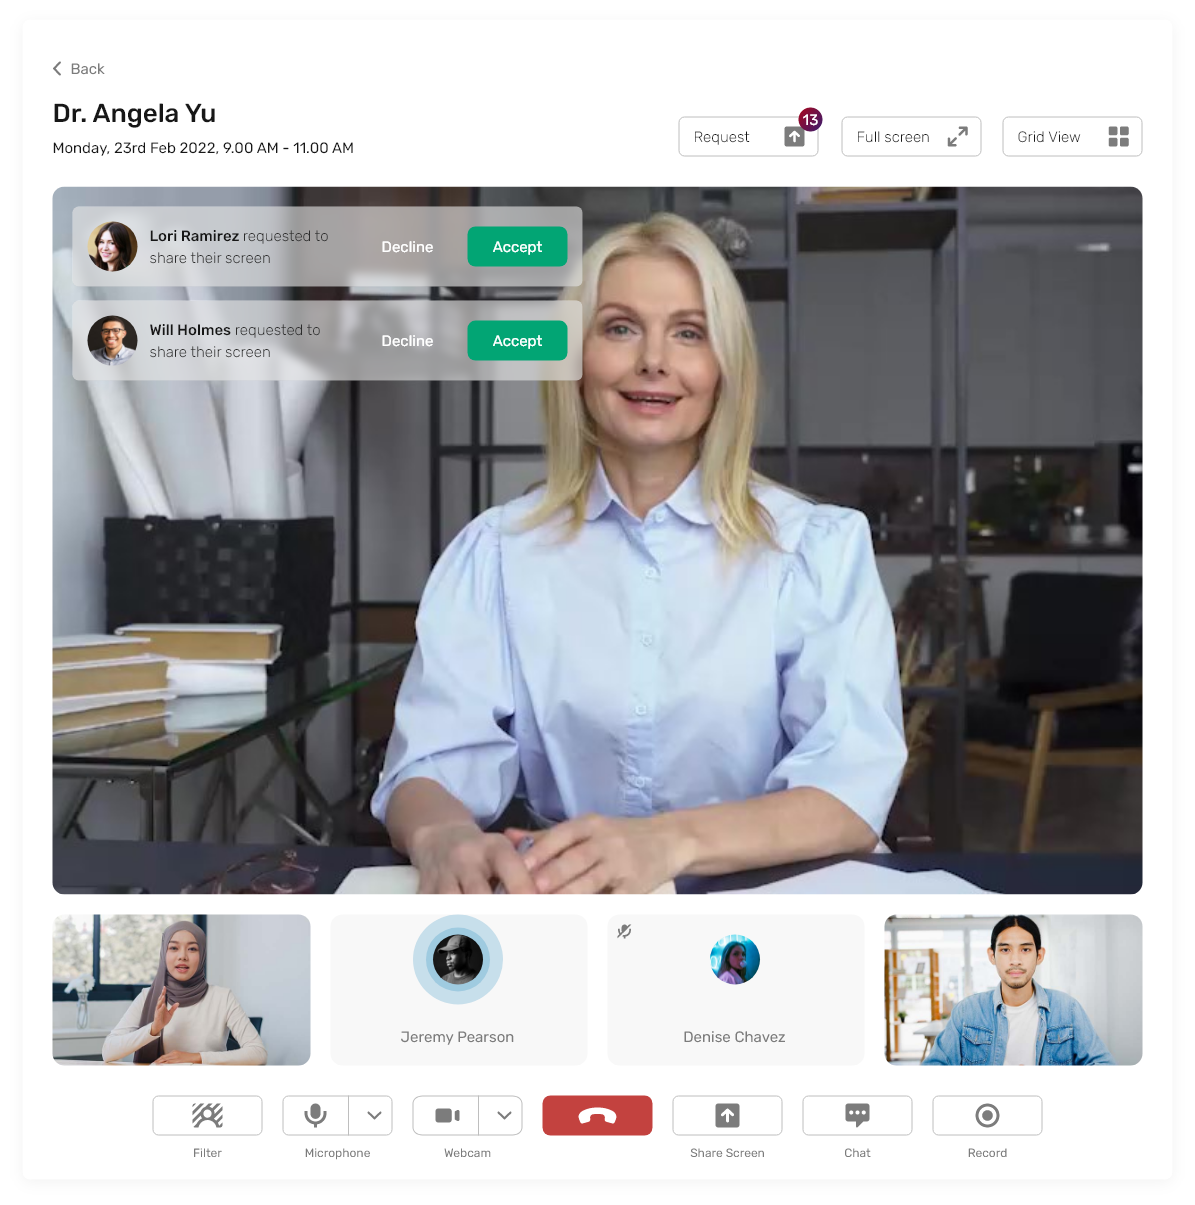 Back
Dr. Angela Yu
Monday, 23rd Feb 2022, 9.00 AM - 11.00 AM
Request
13
Full screen
Grid View
Lori Ramirez requested to
share their screen
Decline
Accept
Will Holmes requested to
share their screen
Decline
Accept
Jeremy Pearson
Denise Chavez
Filter
Microphone
Webcam
Share Screen
Chat
Record